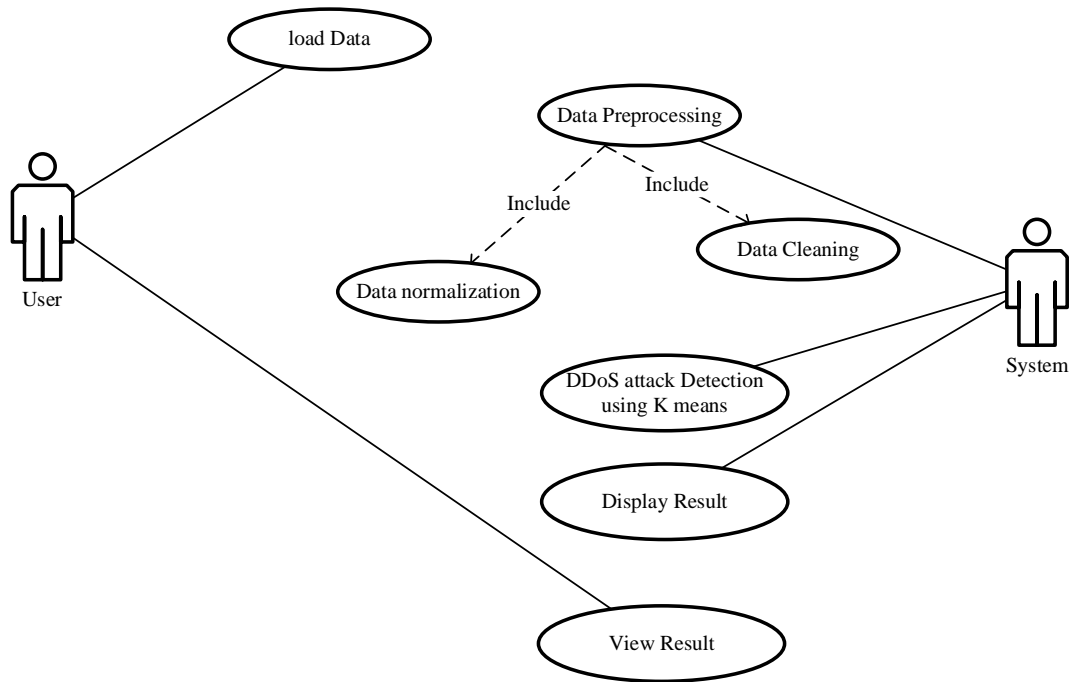 load Data
Data Preprocessing
Include
Include
Data Cleaning
Data normalization
User
System
DDoS attack Detection
using K means
Display Result
View Result